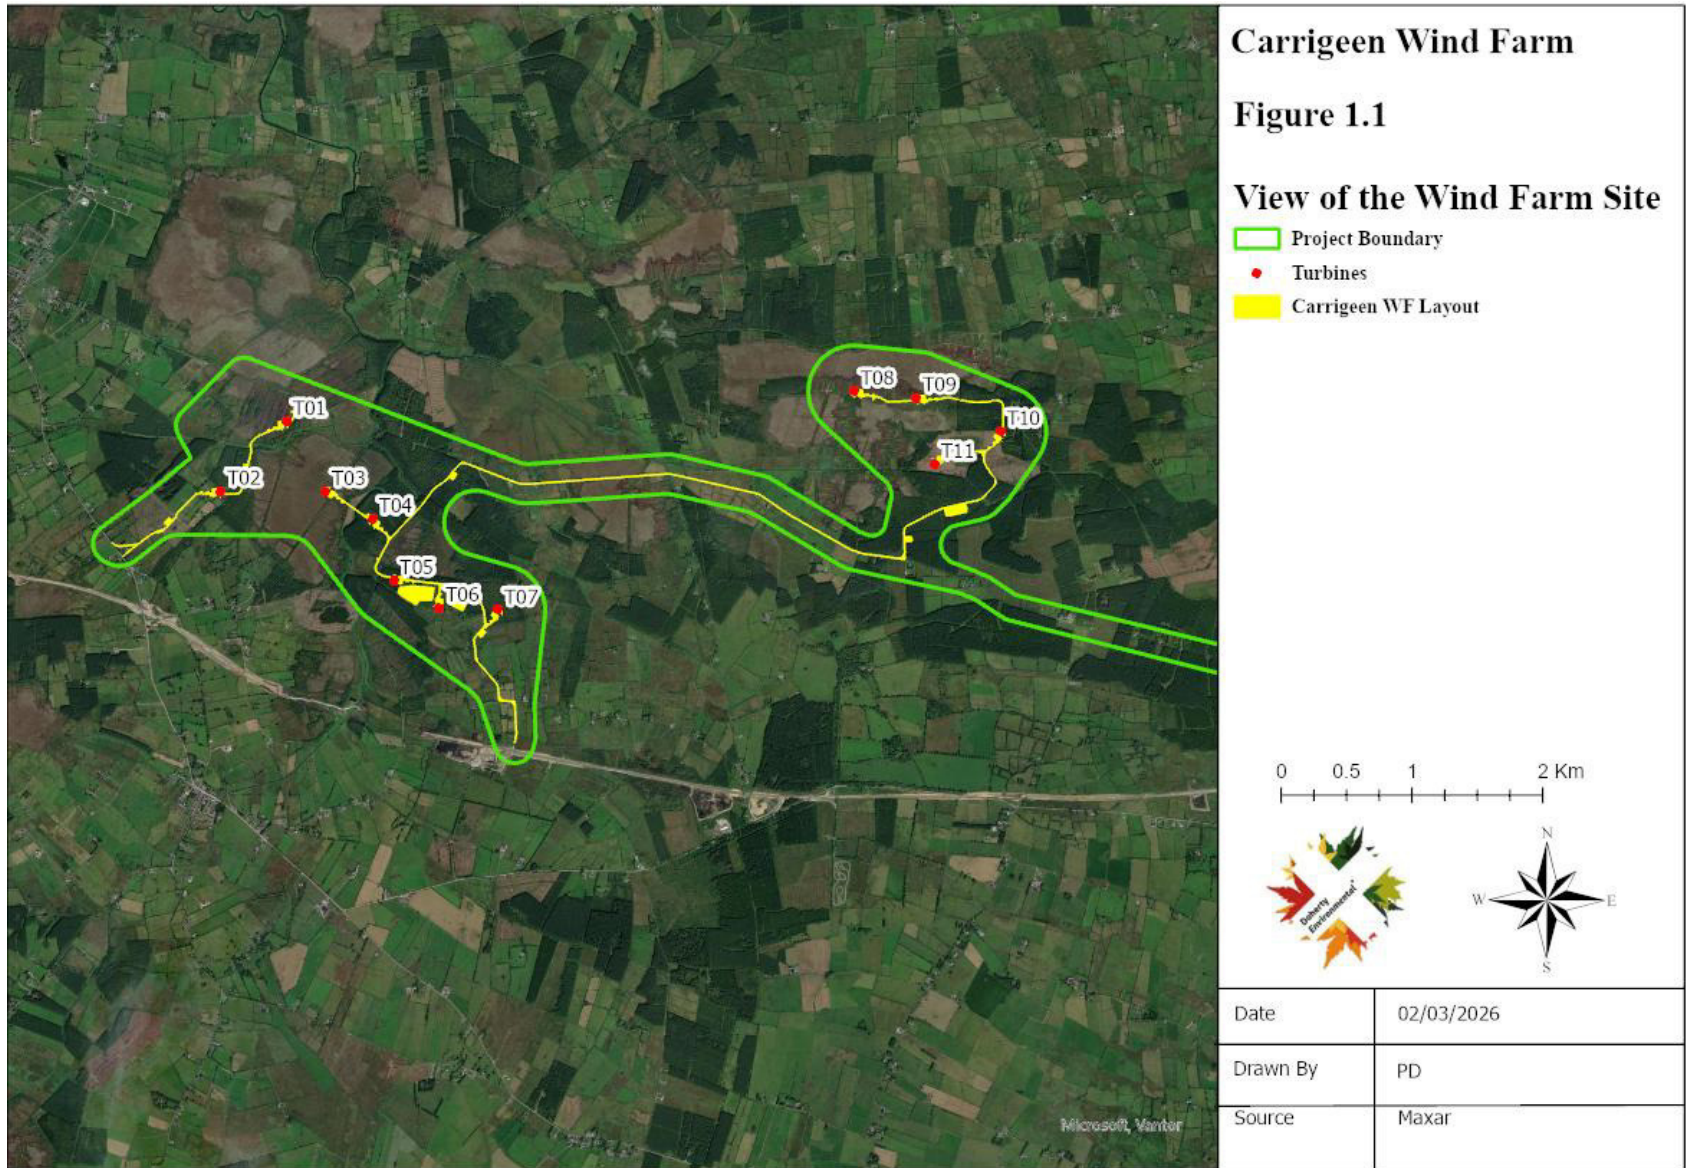 Carrigeen Wind Farm
Figure 1.1
View of the Wind Farm Site
Project Boundary
Turbines
Carrigeen WF Layout
T01
T02
T03
T04
T05
T06
T07
T08
T09
T10
T11
0 0.5 1 2 Km
Doherty
Environmental
N
W E
S
Date 02/03/2026
Drawn By PD
Source Maxar
Microsoft, Vantor